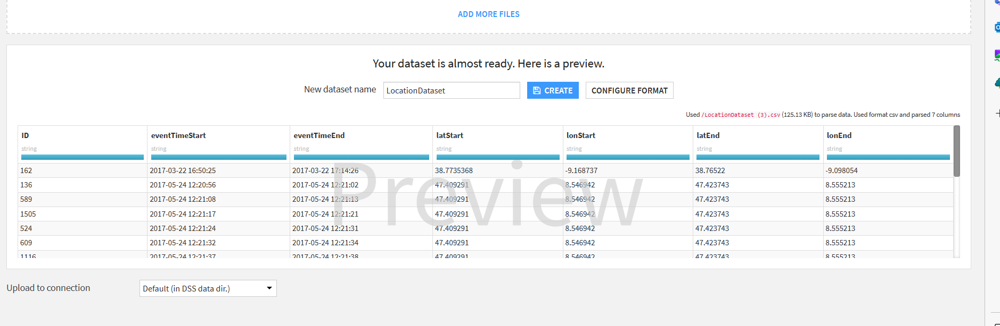 ADD MORE FILES
Your dataset is almost ready. Here is a preview.
New dataset name LocationDataset CREATE CONFIGURE FORMAT
Used /LocationDataset (3).csv (125.13 KB) to parse data. Used format csv and parsed 7 columns
ID eventTimeStart eventTimeEnd latStart lonStart latEnd lonEnd
string string string string string string string
162 2017-03-22 16:50:25 2017-03-22 17:14:26 38.7735368 -9.168737 38.76522 -9.098054
136 2017-05-24 12:20:56 2017-05-24 12:21:02 47.409291 8.546942 47.423743 8.555213
589 2017-05-24 12:21:08 2017-05-24 12:21:13 47.409291 8.546942 47.423743 8.555213
Preview
1505 2017-05-24 12:21:17 2017-05-24 12:21:21 47.409291 8.546942 47.423743 8.555213
524 2017-05-24 12:21:24 2017-05-24 12:21:31 47.409291 8.546942 47.423743 8.555213
609 2017-05-24 12:21:32 2017-05-24 12:21:34 47.409291 8.546942 47.423743 8.555213
1116 2017-05-24 12:21:37 2017-05-24 12:21:38 47.409291 8.546942 47.423743 8.555213
Upload to connection Default (in DSS data dir.)